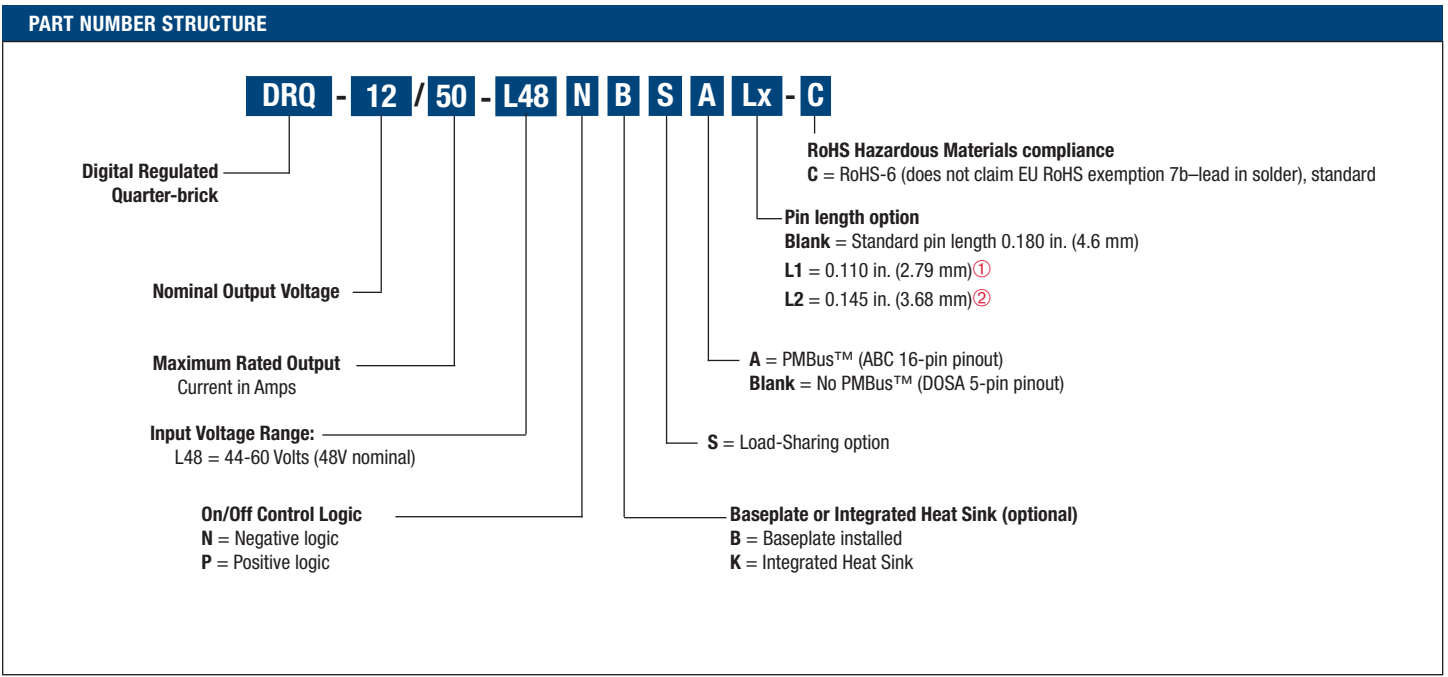 PART NUMBER STRUCTURE
DRQ - 12 / 50 - L48 N B S A Lx - C
RoHS Hazardous Materials compliance
C = RoHS-6 (does not claim EU RoHS exemption 7b–lead in solder), standard
Digital Regulated
Quarter-brick
Pin length option
Blank = Standard pin length 0.180 in. (4.6 mm)
L1 = 0.110 in. (2.79 mm)①
L2 = 0.145 in. (3.68 mm)②
Nominal Output Voltage
Maximum Rated Output
Current in Amps
A = PMBus™ (ABC 16-pin pinout)
Blank = No PMBus™ (DOSA 5-pin pinout)
Input Voltage Range:
L48 = 44-60 Volts (48V nominal)
S = Load-Sharing option
On/Off Control Logic
N = Negative logic
P = Positive logic
Baseplate or Integrated Heat Sink (optional)
B = Baseplate installed
K = Integrated Heat Sink